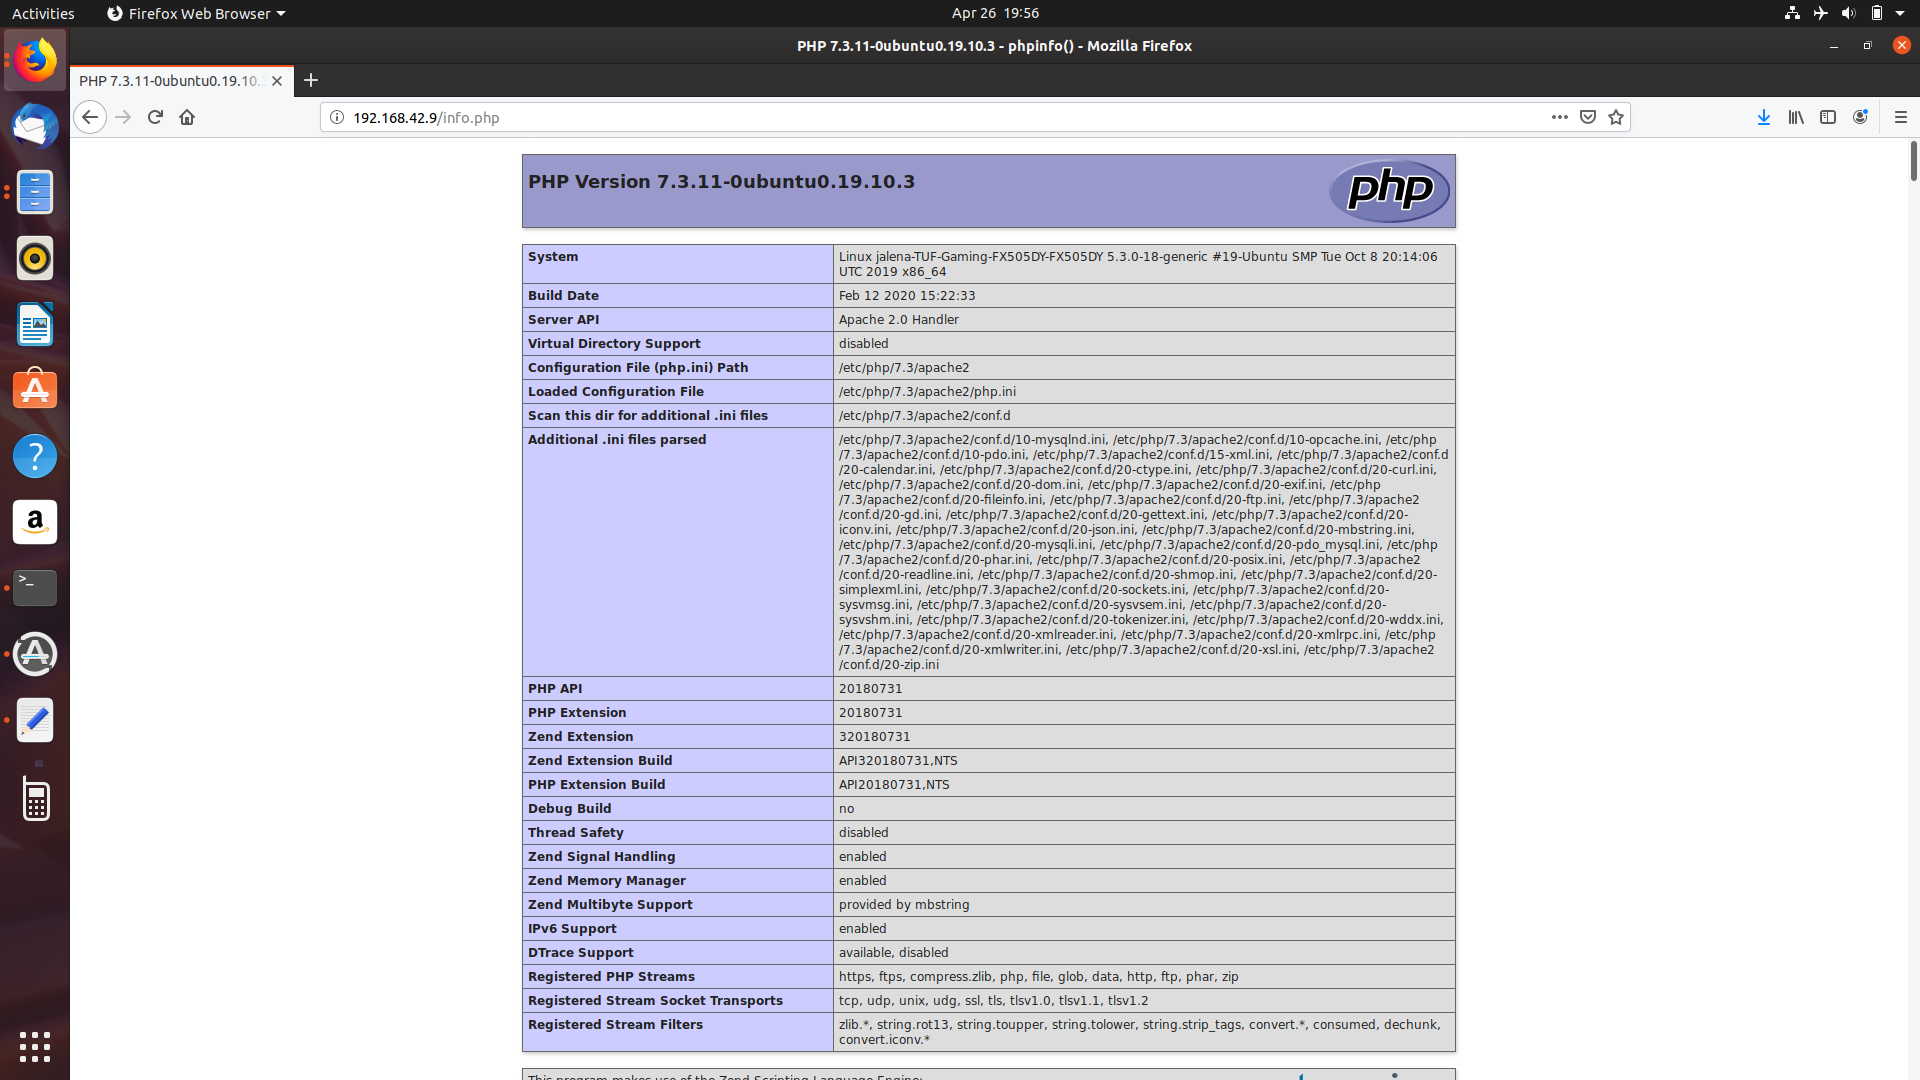 Activities
Firefox Web Browser
Apr 26 19:56
PHP 7.3.11-0ubuntu0.19.10.3 - phpinfo() - Mozilla Firefox
PHP 7.3.11-0ubuntu0.19.10.
192.168.42.9/info.php
PHP Version 7.3.11-0ubuntu0.19.10.3
php
System
Linux jalena-TUF-Gaming-FX505DY-FX505DY 5.3.0-18-generic #19-Ubuntu SMP Tue Oct 8 20:14:06
UTC 2019 x86_64
Build Date
Feb 12 2020 15:22:33
Server API
Apache 2.0 Handler
Virtual Directory Support
disabled
Configuration File (php.ini) Path
/etc/php/7.3/apache2
Loaded Configuration File
/etc/php/7.3/apache2/php.ini
Scan this dir for additional .ini files
/etc/php/7.3/apache2/conf.d
Additional .ini files parsed
/etc/php/7.3/apache2/conf.d/10-mysqlnd.ini, /etc/php/7.3/apache2/conf.d/10-opcache.ini, /etc/php
/7.3/apache2/conf.d/10-pdo.ini, /etc/php/7.3/apache2/conf.d/15-xml.ini, /etc/php/7.3/apache2/conf.d
/20-calendar.ini, /etc/php/7.3/apache2/conf.d/20-ctype.ini, /etc/php/7.3/apache2/conf.d/20-curl.ini,
/etc/php/7.3/apache2/conf.d/20-dom.ini, /etc/php/7.3/apache2/conf.d/20-exif.ini, /etc/php
/7.3/apache2/conf.d/20-fileinfo.ini, /etc/php/7.3/apache2/conf.d/20-ftp.ini, /etc/php/7.3/apache2
/conf.d/20-gd.ini, /etc/php/7.3/apache2/conf.d/20-gettext.ini, /etc/php/7.3/apache2/conf.d/20-
iconv.ini, /etc/php/7.3/apache2/conf.d/20-json.ini, /etc/php/7.3/apache2/conf.d/20-mbstring.ini,
/etc/php/7.3/apache2/conf.d/20-mysqli.ini, /etc/php/7.3/apache2/conf.d/20-pdo_mysql.ini, /etc/php
/7.3/apache2/conf.d/20-phar.ini, /etc/php/7.3/apache2/conf.d/20-posix.ini, /etc/php/7.3/apache2
/conf.d/20-readline.ini, /etc/php/7.3/apache2/conf.d/20-shmop.ini, /etc/php/7.3/apache2/conf.d/20-
simplexml.ini, /etc/php/7.3/apache2/conf.d/20-sockets.ini, /etc/php/7.3/apache2/conf.d/20-
sysvmsg.ini, /etc/php/7.3/apache2/conf.d/20-sysvsem.ini, /etc/php/7.3/apache2/conf.d/20-
sysvshm.ini, /etc/php/7.3/apache2/conf.d/20-tokenizer.ini, /etc/php/7.3/apache2/conf.d/20-wddx.ini,
/etc/php/7.3/apache2/conf.d/20-xmlreader.ini, /etc/php/7.3/apache2/conf.d/20-xmlrpc.ini, /etc/php
/7.3/apache2/conf.d/20-xmlwriter.ini, /etc/php/7.3/apache2/conf.d/20-xsl.ini, /etc/php/7.3/apache2
/conf.d/20-zip.ini
PHP API
20180731
PHP Extension
20180731
Zend Extension
320180731
Zend Extension Build
API320180731,NTS
PHP Extension Build
API20180731,NTS
Debug Build
no
Thread Safety
disabled
Zend Signal Handling
enabled
Zend Memory Manager
enabled
Zend Multibyte Support
provided by mbstring
IPv6 Support
enabled
DTrace Support
available, disabled
Registered PHP Streams
https, ftps, compress.zlib, php, file, glob, data, http, ftp, phar, zip
Registered Stream Socket Transports
tcp, udp, unix, udg, ssl, tls, tlsv1.0, tlsv1.1, tlsv1.2
Registered Stream Filters
zlib.*, string.rot13, string.toupper, string.tolower, string.strip_tags, convert.*, consumed, dechunk,
convert.iconv.*
This program makes use of the Zend Scripting Language Engine: